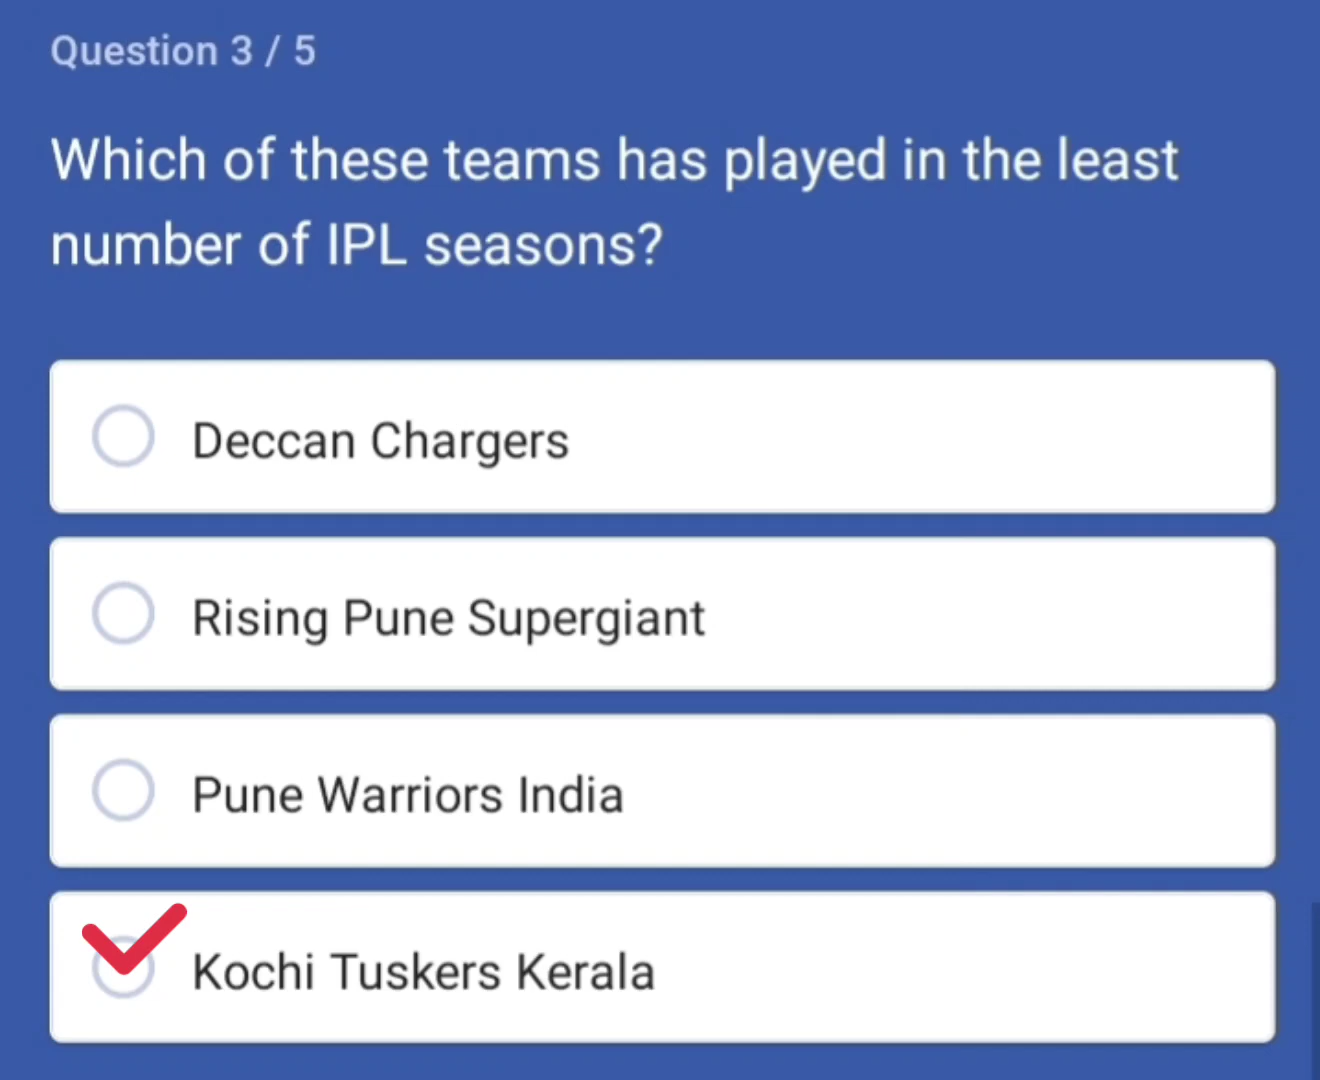 Question 3 / 5
Which of these teams has played in the least
number of IPL seasons?
Deccan Chargers
Rising Pune Supergiant
Pune Warriors India
Kochi Tuskers Kerala